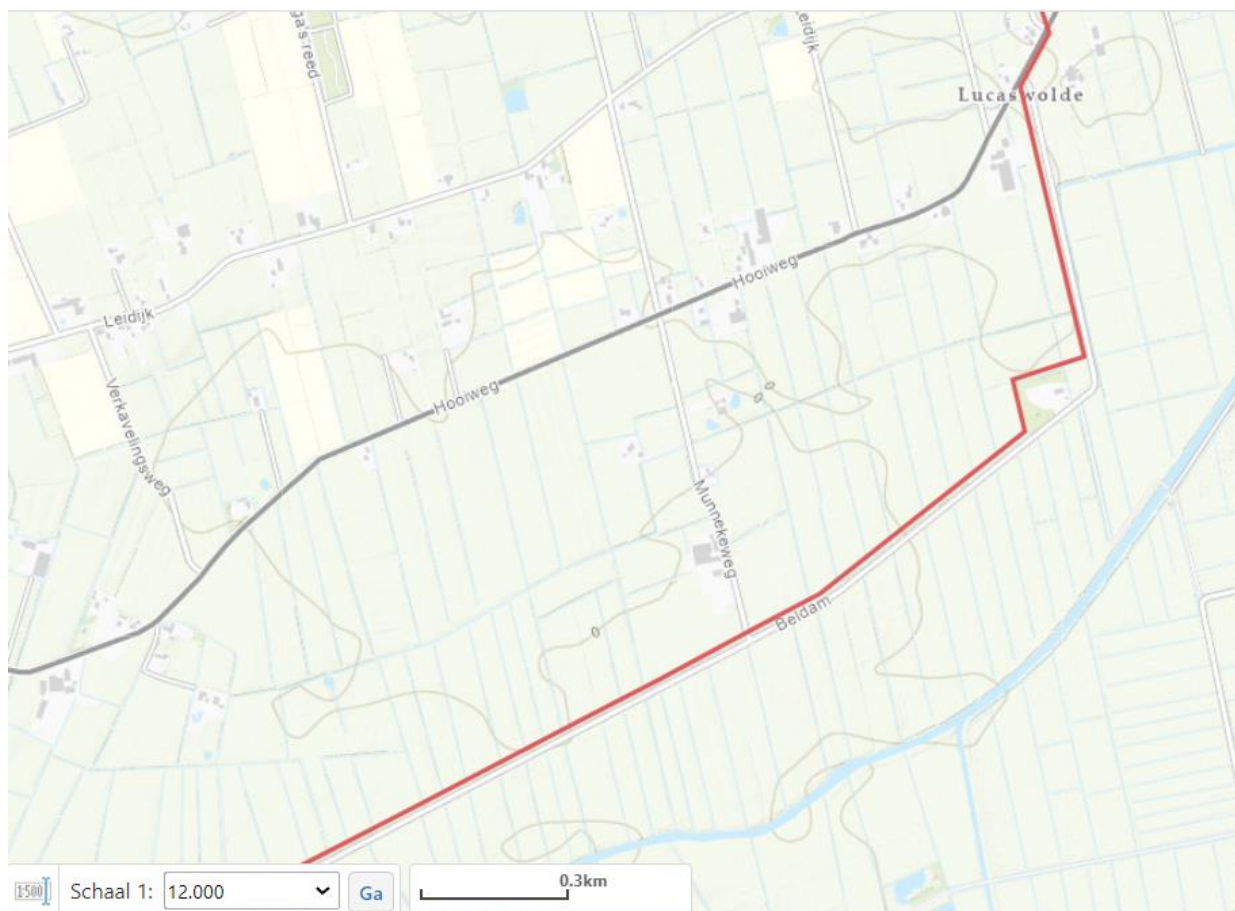 gas reed
Leidijk
Lucaswolde
Hooiweg
Leidijk
Verkavelingsweg
Hooiweg
0
0
Munnekeweg
Beldam
0
1:500
Schaal 1:
12.000
Ga
0.3km